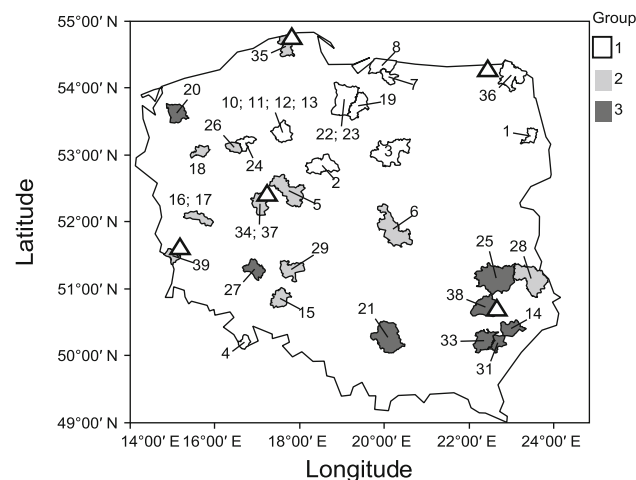 Group
1
2
3
55°00′ N
54°00′ N
53°00′ N
52°00′ N
51°00′ N
50°00′ N
49°00′ N
Latitude
8
35
7
36
20
10; 11; 12; 13
19
22; 23
26
1
3
18
24
2
16; 17
5
6
34; 37
29
25
28
39
27
38
15
21
14
33
4
31
14°00′ E
16°00′ E
18°00′ E
20°00′ E
22°00′ E
24°00′ E
Longitude